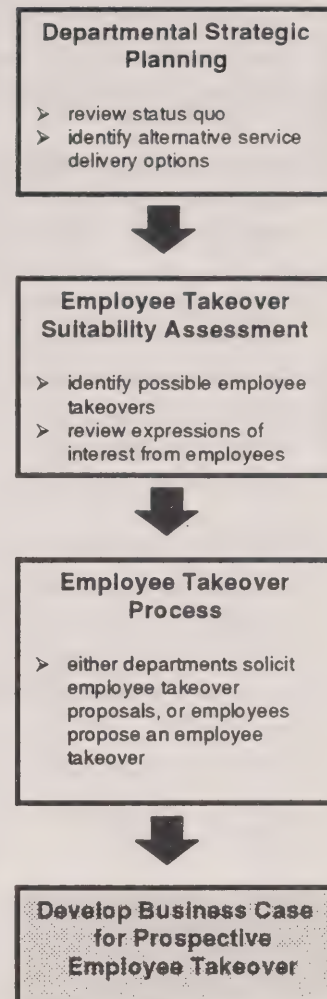 Departmental Strategic
Planning
➢ review status quo
➢ identify alternative service
delivery options
Employee Takeover
Suitability Assessment
➢ identify possible employee
takeovers
➢ review expressions of
interest from employees
Employee Takeover
Process
➢ either departments solicit
employee takeover
proposals, or employees
propose an employee
takeover
Develop Business Case
for Prospective
Employee Takeover